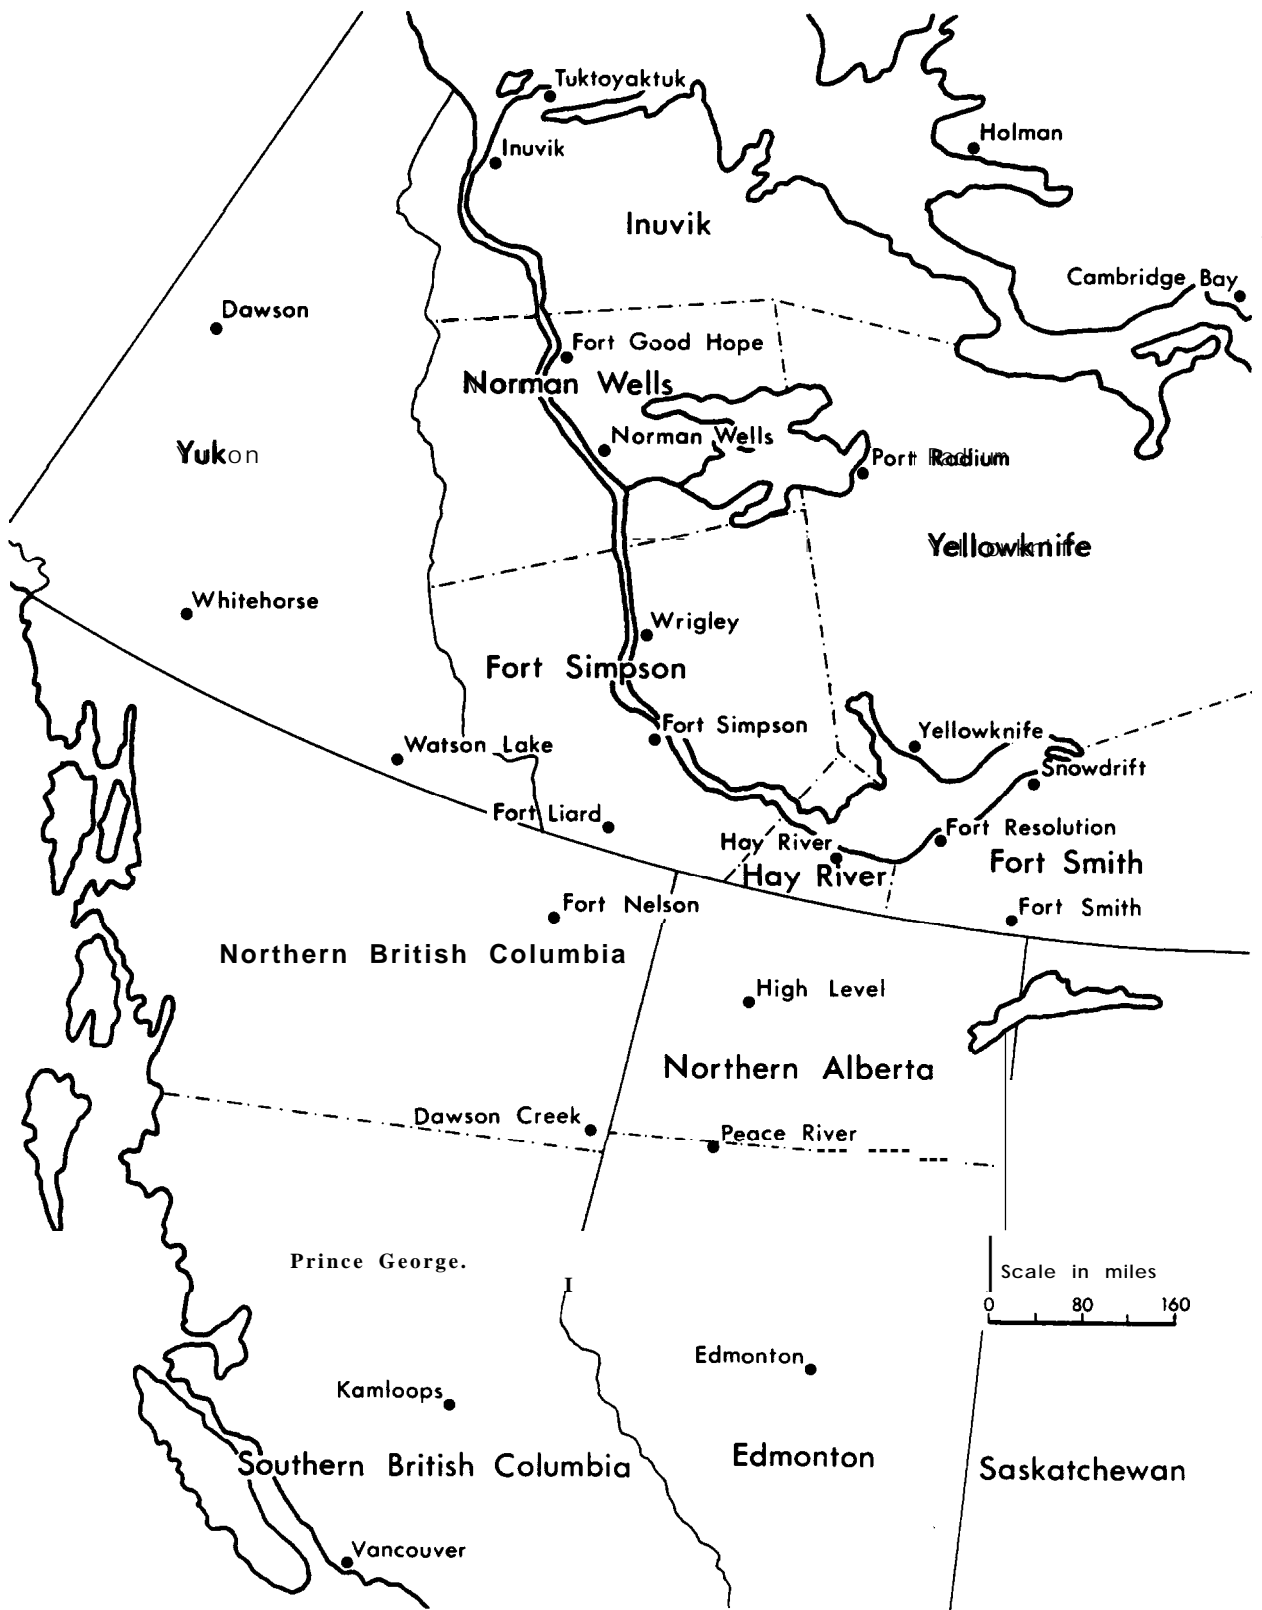 Tuktoyaktuk
Holman
Inuvik
Inuvik
Cambridge Bay
Dawson
Fort Good Hope
Norman Wells
Norman Wells
Yukon
Port Radium
Yellowknife
Whitehorse
Wrigley
Fort Simpson
Fort Simpson
Yellowknife
Watson Lake
Snowdrift
Fort Liard
Hay River
Fort Resolution
Fort Smith
Hay River
Fort Nelson
Fort Smith
Northern British Columbia
High Level
Northern Alberta
Dawson Creek
Peace River
Prince George.
Scale in miles
I
0 80 160
Edmonton
Kamloops
Edmonton
Southern British Columbia
Saskatchewan
Vancouver